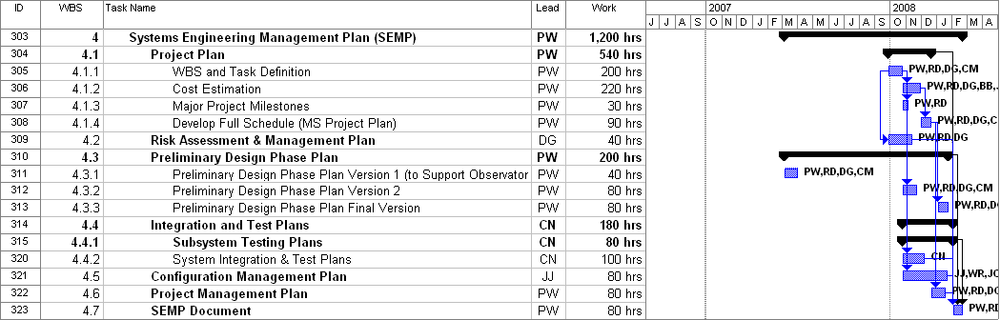 ID WBS Task Name Lead Work 2007 2008
J J A S O N D J F M A M J J A S O N D J F M A
303 4 Systems Engineering Management Plan (SEMP) PW 1,200 hrs
304 4.1 Project Plan PW 540 hrs
305 4.1.1 WBS and Task Definition PW 200 hrs PW,RD,DG,CM
306 4.1.2 Cost Estimation PW 220 hrs PW,RD,DG,BB,
307 4.1.3 Major Project Milestones PW 30 hrs PW,RD
308 4.1.4 Develop Full Schedule (MS Project Plan) PW 90 hrs PW,RD,DG,C
309 4.2 Risk Assessment & Management Plan DG 40 hrs PW,RD,DG
310 4.3 Preliminary Design Phase Plan PW 200 hrs
311 4.3.1 Preliminary Design Phase Plan Version 1 (to Support Observator PW 40 hrs PW,RD,DG,CM
312 4.3.2 Preliminary Design Phase Plan Version 2 PW 80 hrs PW,RD,DG,CM
313 4.3.3 Preliminary Design Phase Plan Final Version PW 80 hrs PW,RD,D
314 4.4 Integration and Test Plans CN 180 hrs
315 4.4.1 Subsystem Testing Plans CN 80 hrs
320 4.4.2 System Integration & Test Plans CN 100 hrs CN
321 4.5 Configuration Management Plan JJ 80 hrs JJ,WR,JC
322 4.6 Project Management Plan PW 80 hrs PW,RD,DG
323 4.7 SEMP Document PW 80 hrs PW,RD